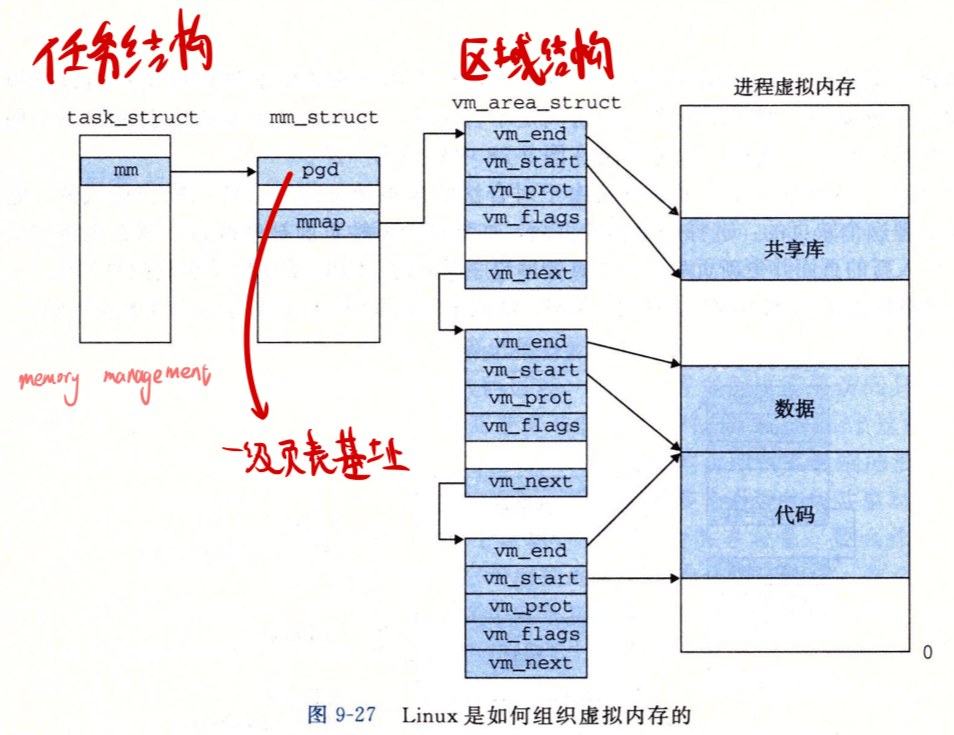 任务结构
区域结构
task_struct
mm_struct
vm_area_struct
进程虚拟内存
mm
pgd
mmap
vm_end
vm_start
vm_prot
vm_flags
vm_next
共享库
vm_end
vm_start
vm_prot
vm_flags
vm_next
数据
memory management
一级页表基址
vm_end
vm_start
vm_prot
vm_flags
vm_next
代码
0
图 9-27 Linux 是如何组织虚拟内存的